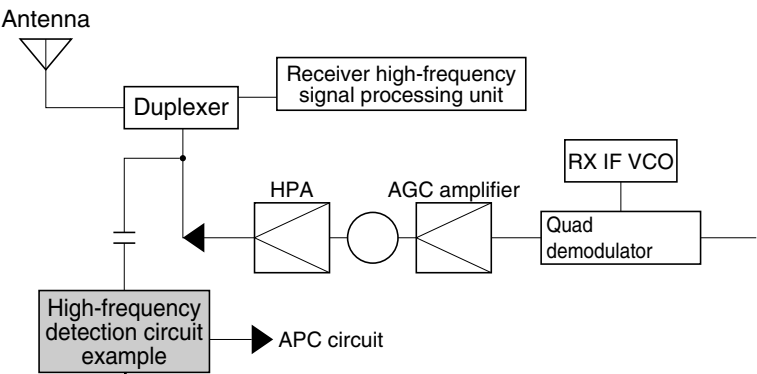 Antenna
Receiver high-frequency
signal processing unit
Duplexer
RX IF VCO
HPA
AGC amplifier
Quad
demodulator
High-frequency
detection circuit
example
APC circuit